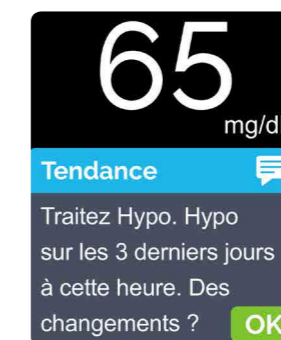 65
mg/dl
Tendance
Traitez Hypo. Hypo
sur les 3 derniers jours
à cette heure. Des
changements ?
OK